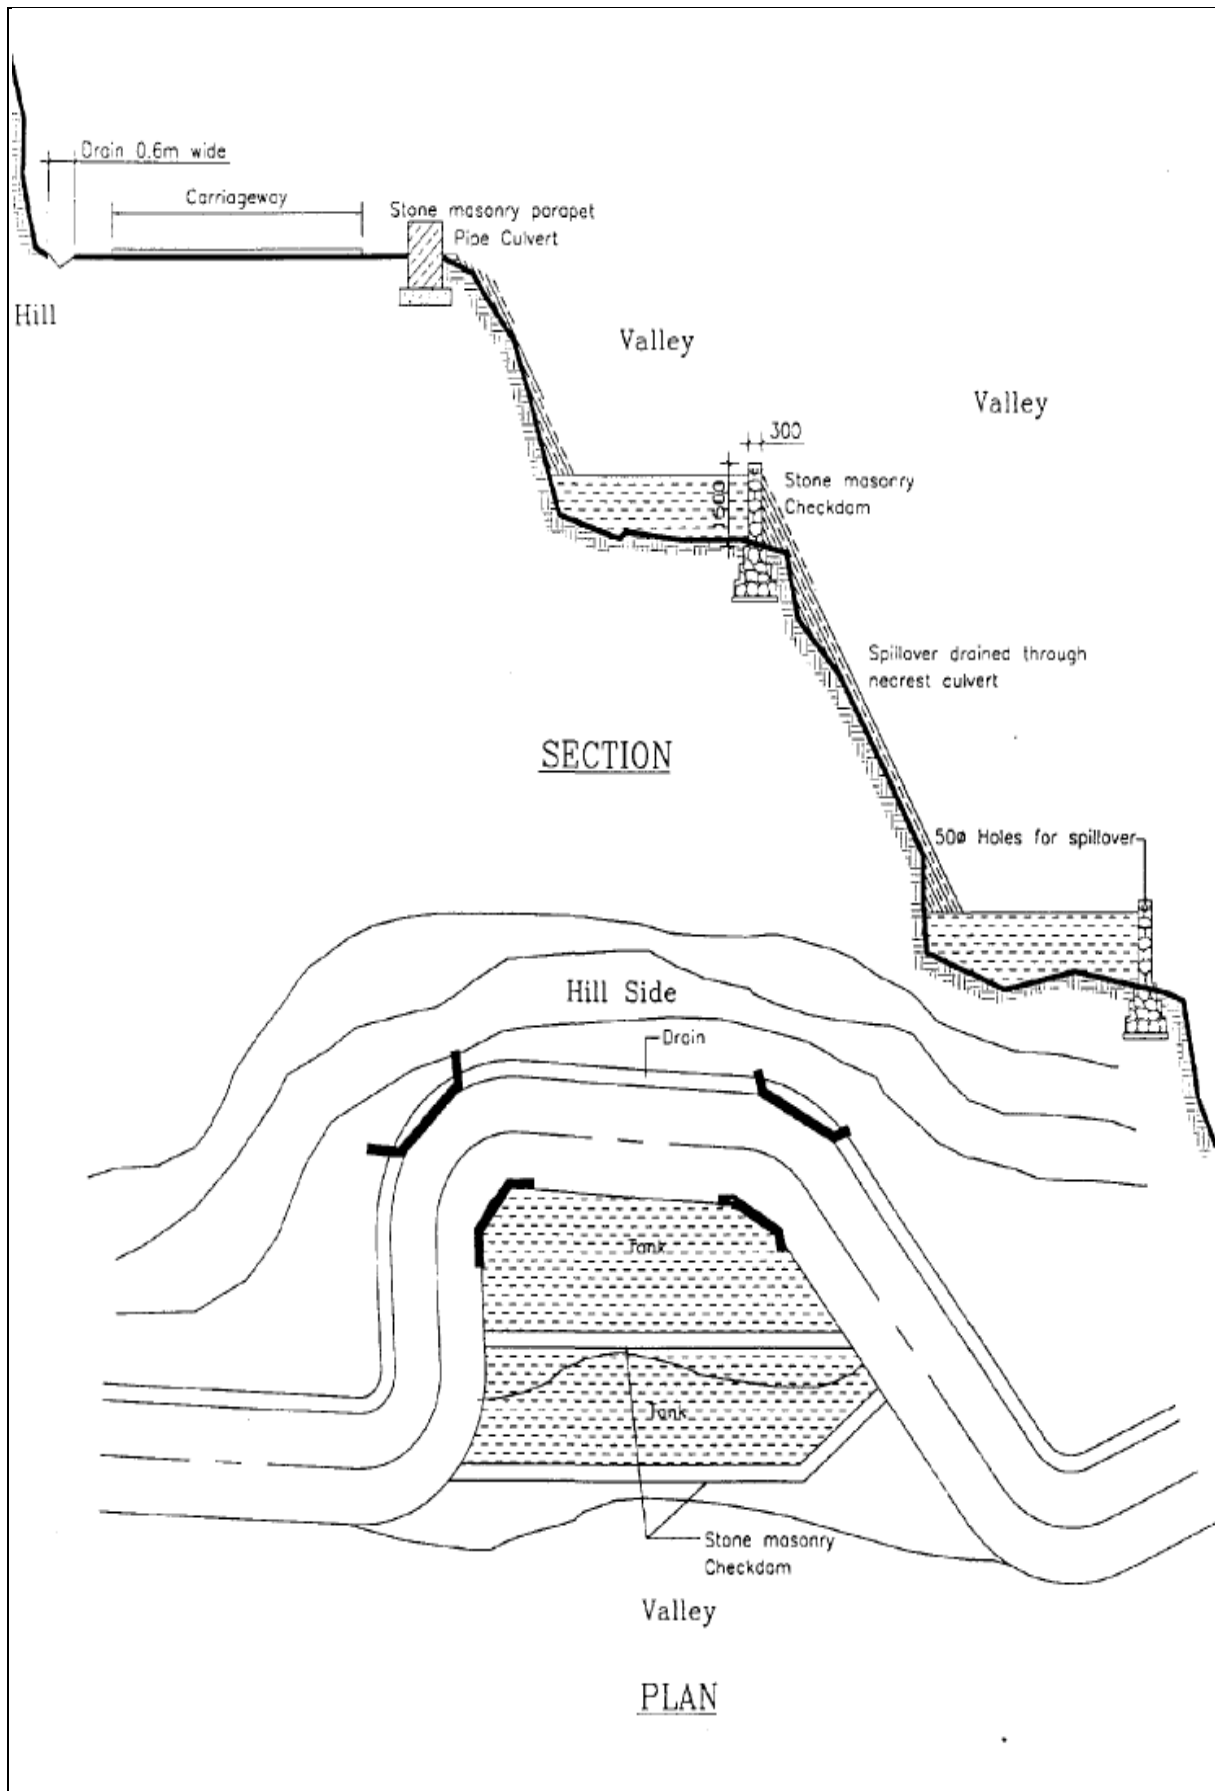 Drain 0.6m wide
Carriageway
Stone masonry parapet
Pipe Culvert
Hill
Valley
Valley
300
1500
Stone masonry
Checkdam
Spillover drained through
nearest culvert
SECTION
50ø Holes for spillover
Hill Side
Drain
Tank
Tank
Stone masonry
Checkdam
Valley
PLAN